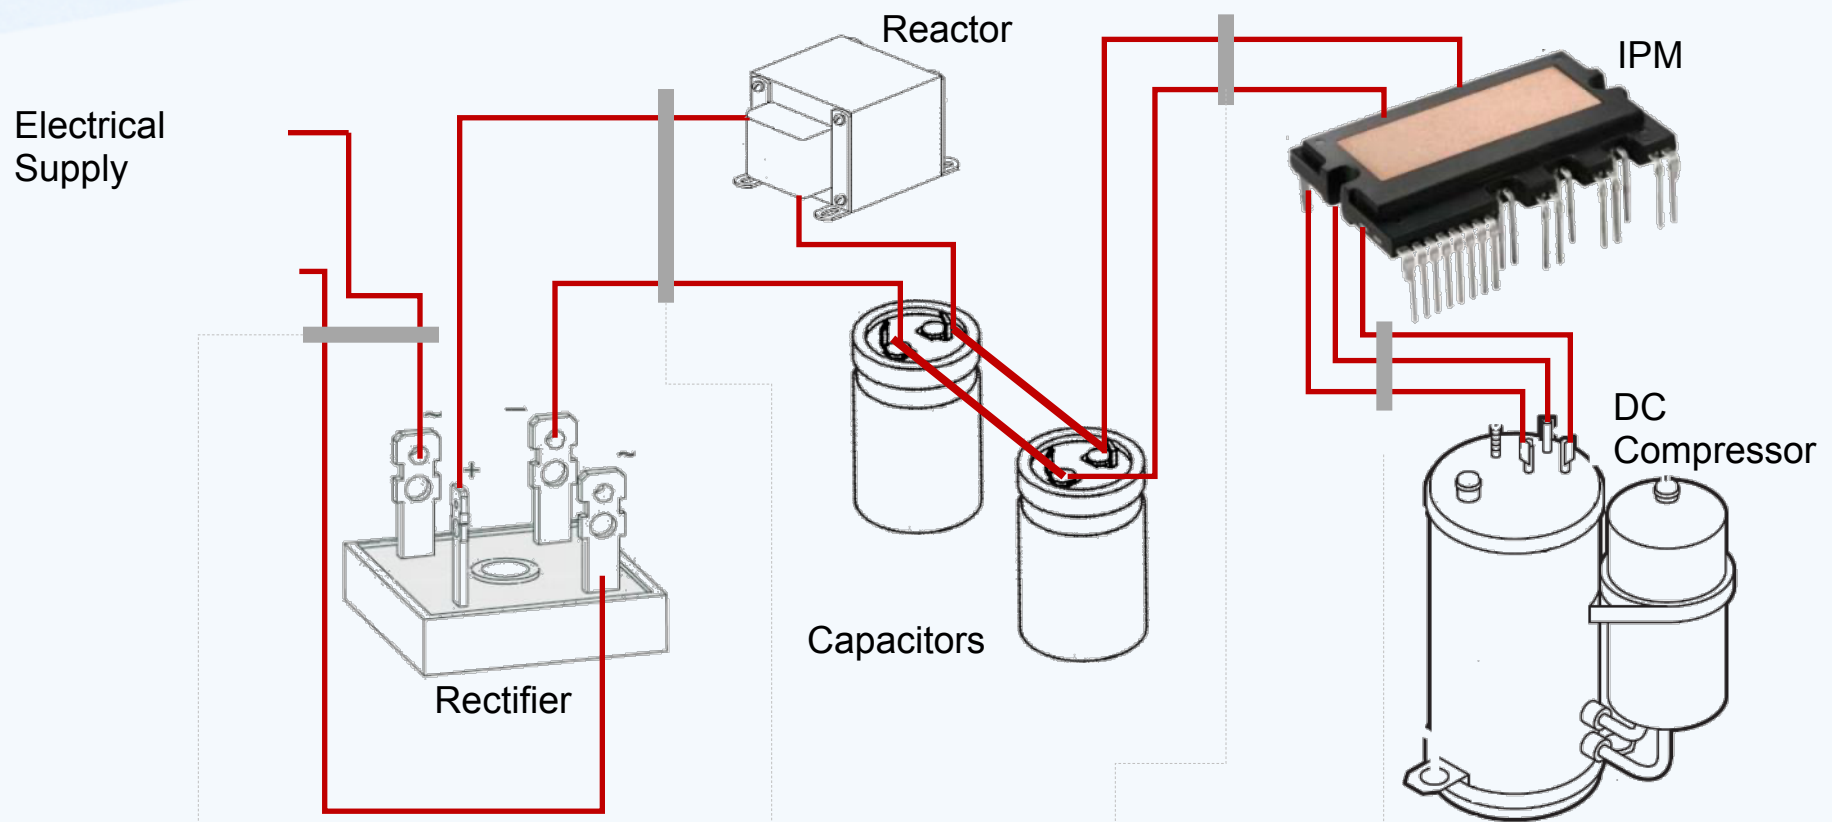 Reactor
IPM
Electrical
Supply
~
–
+
~
DC
Compressor
Capacitors
Rectifier